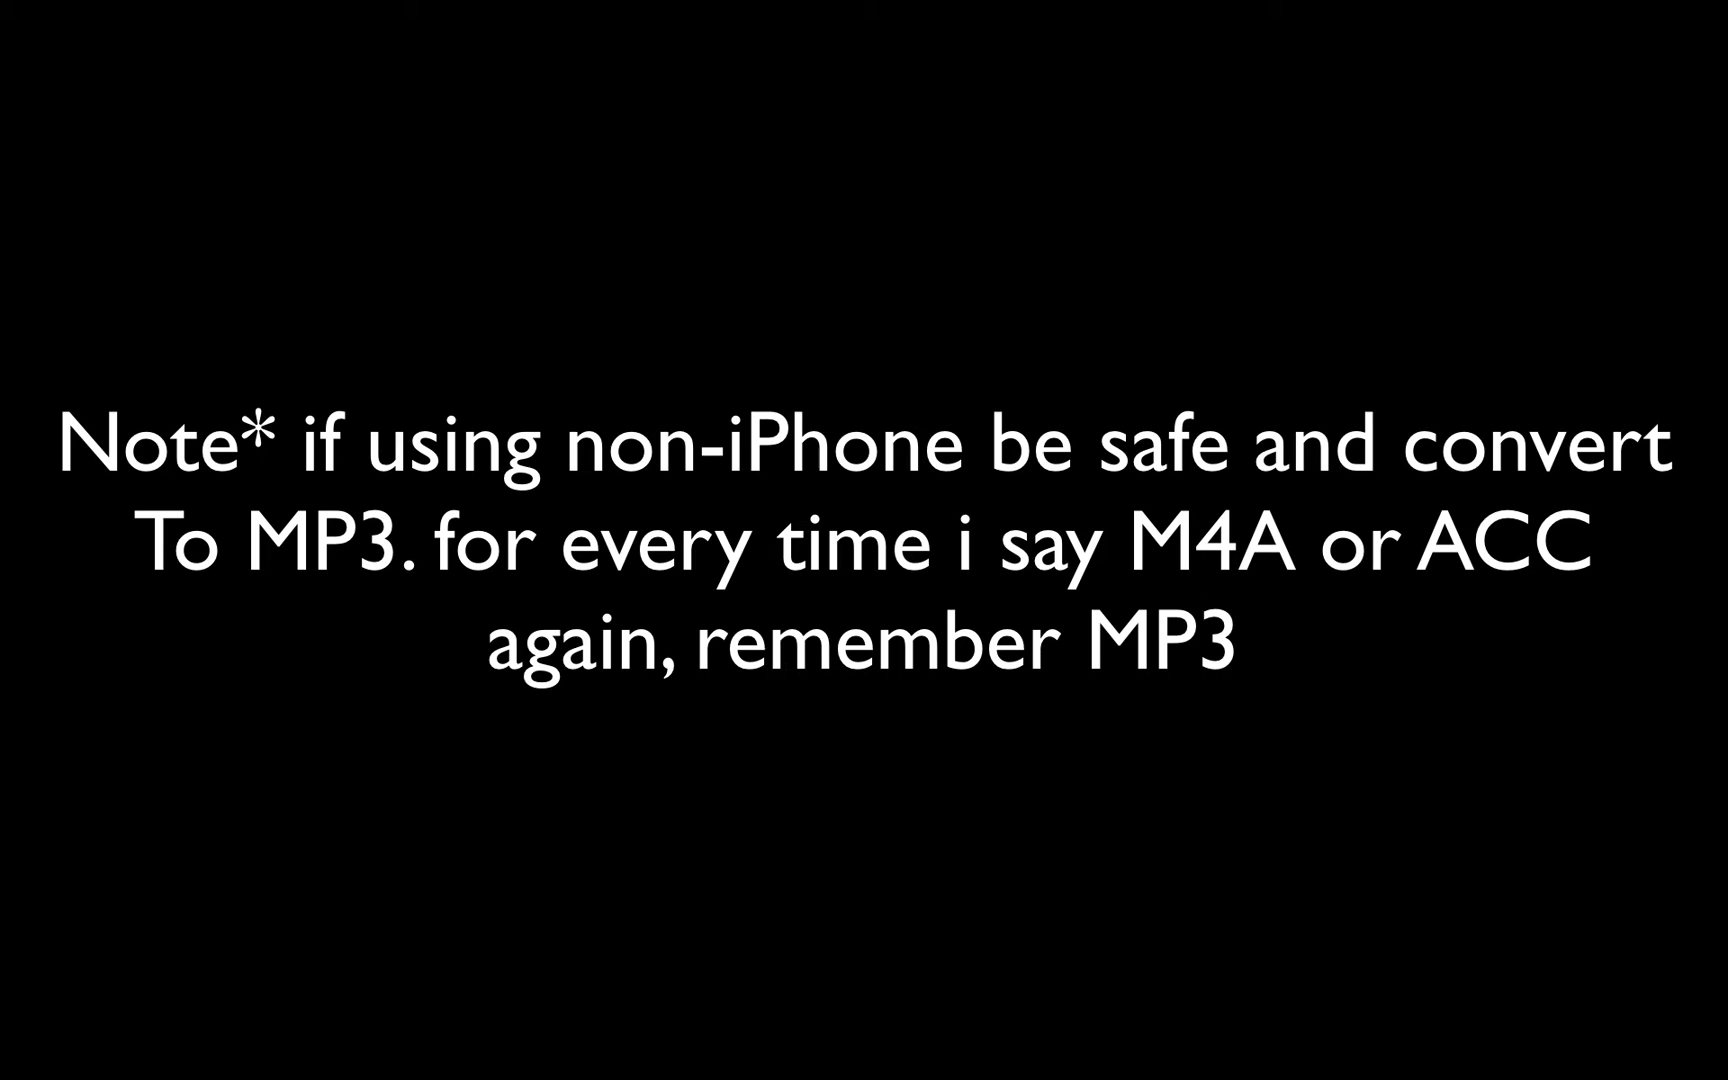 Note* if using non-iPhone be safe and convert
To MP3. for every time i say M4A or ACC
again, remember MP3